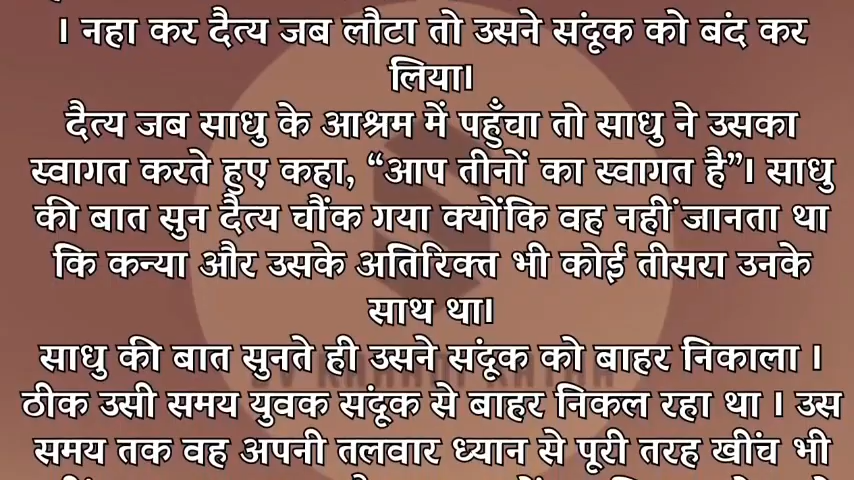 । नहा कर दैत्य जब लौटा तो उसने संदूक को बंद कर
लिया।
दैत्य जब साधु के आश्रम में पहुँचा तो साधु ने उसका
स्वागत करते हुए कहा, “आप तीनों का स्वागत है”। साधु
की बात सुन दैत्य चौंक गया क्योंकि वह नहीं जानता था
कि कन्या और उसके अतिरिक्त भी कोई तीसरा उनके
साथ था।
साधु की बात सुनते ही उसने संदूक को बाहर निकाला ।
ठीक उसी समय युवक संदूक से बाहर निकल रहा था । उस
समय तक वह अपनी तलवार ध्यान से पूरी तरह खींच भी